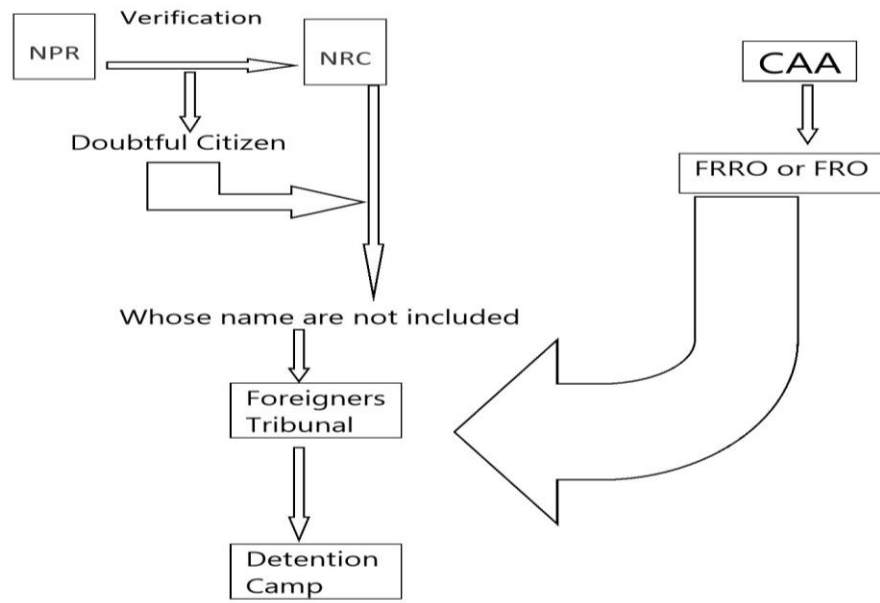 Verification
NPR
NRC
CAA
Doubtful Citizen
FRRO or FRO
Whose name are not included
Foreigners
Tribunal
Detention
Camp